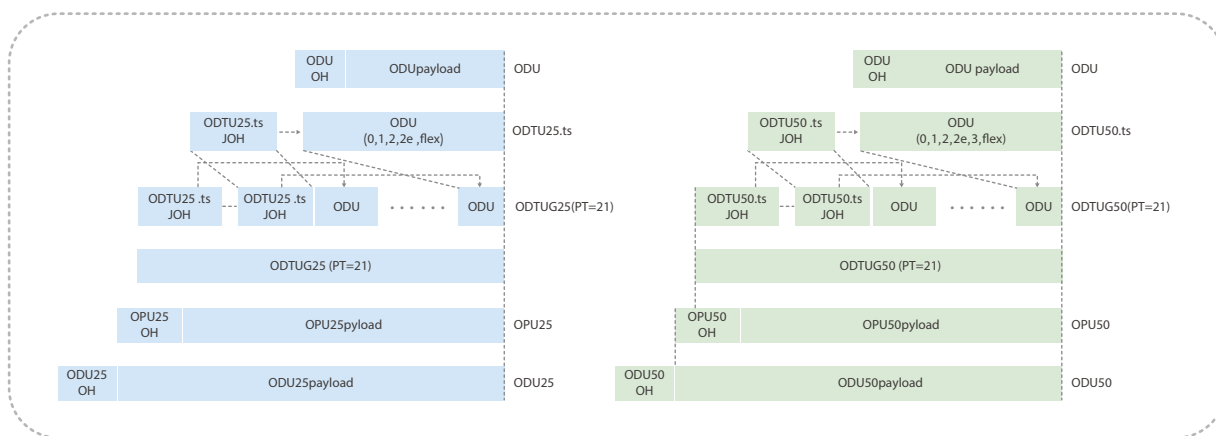 ODU
OH
ODUpayload
ODU
ODTU25.ts
JOH
ODU
(0,1,2,2e ,flex)
ODTU25.ts
ODTU25 .ts
JOH
ODTU25 .ts
JOH
ODU
......
ODU
ODTUG25(PT=21)
ODTUG25 (PT=21)
OPU25
OH
OPU25pyload
OPU25
ODU25
OH
ODU25payload
ODU25
ODU
OH
ODU payload
ODU
ODTU50 .ts
JOH
ODU
(0,1,2,2e,3,flex)
ODTU50.ts
ODTU50.ts
JOH
ODTU50.ts
JOH
ODU
......
ODU
ODTUG50(PT=21)
ODTUG50 (PT=21)
OPU50
OH
OPU50pyload
OPU50
ODU50
OH
ODU50payload
ODU50